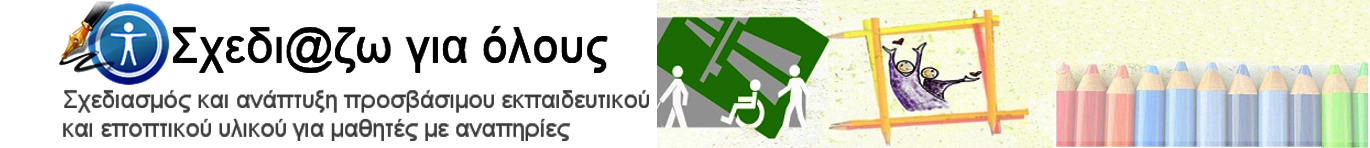 Σχεδι@ζω για όλους
Σχεδιασμός και ανάπτυξη προσβάσιμου εκπαιδευτικού
και εποπτικού υλικού για μαθητές με αναπηρίες